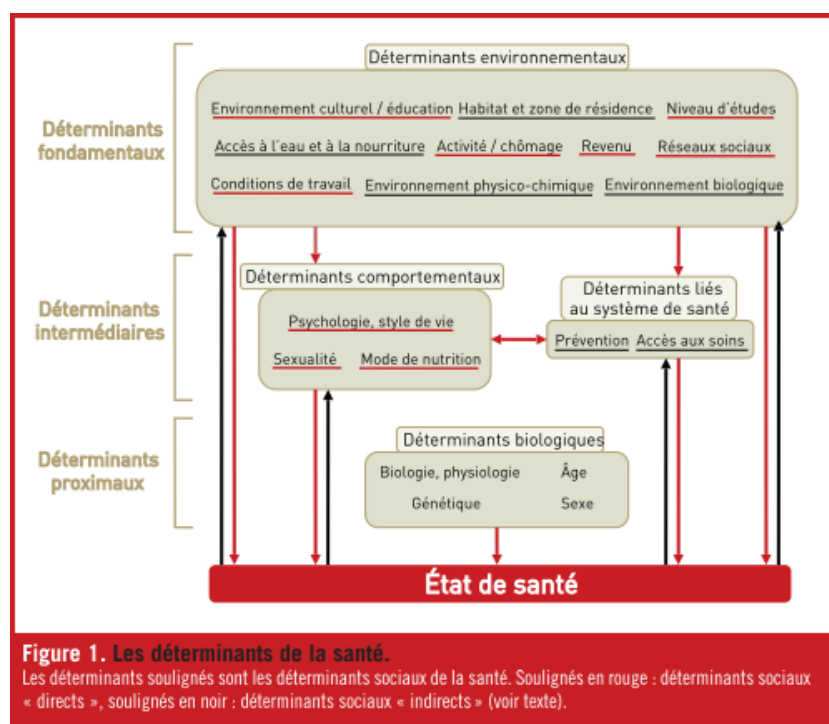 Déterminants environnementaux
Déterminants
fondamentaux
Environnement culturel / éducation Habitat et zone de résidence Niveau d'études
Accès à l'eau et à la nourriture Activité / chômage Revenu Réseaux sociaux
Conditions de travail Environnement physico-chimique Environnement biologique
Déterminants
intermédiaires
Déterminants comportementaux
Psychologie, style de vie
Sexualité Mode de nutrition
Déterminants liés
au système de santé
Prévention Accès aux soins
Déterminants
proximaux
Déterminants biologiques
Biologie, physiologie Âge
Génétique Sexe
État de santé
Figure 1. Les déterminants de la santé.
Les déterminants soulignés sont les déterminants sociaux de la santé. Soulignés en rouge : déterminants sociaux
« directs », soulignés en noir : déterminants sociaux « indirects » (voir texte).